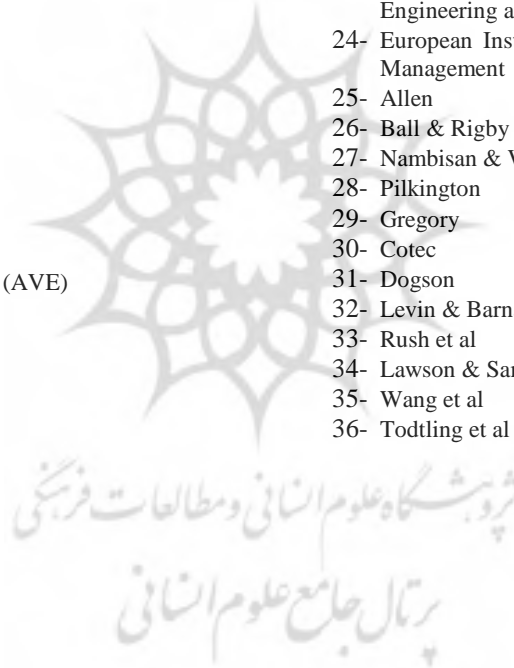 Engineering a
24- European Ins
Management
25- Allen
26- Ball & Rigby
27- Nambisan &
28- Pilkington
29- Gregory
30- Cotec
(AVE)
31- Dogson
32- Levin & Barn
33- Rush et al
34- Lawson & Sa
35- Wang et al
36- Todtling et al
پژوهشگاه علوم انسانی و مطالعات فرهنگی
پرتال جامع علوم انسانی